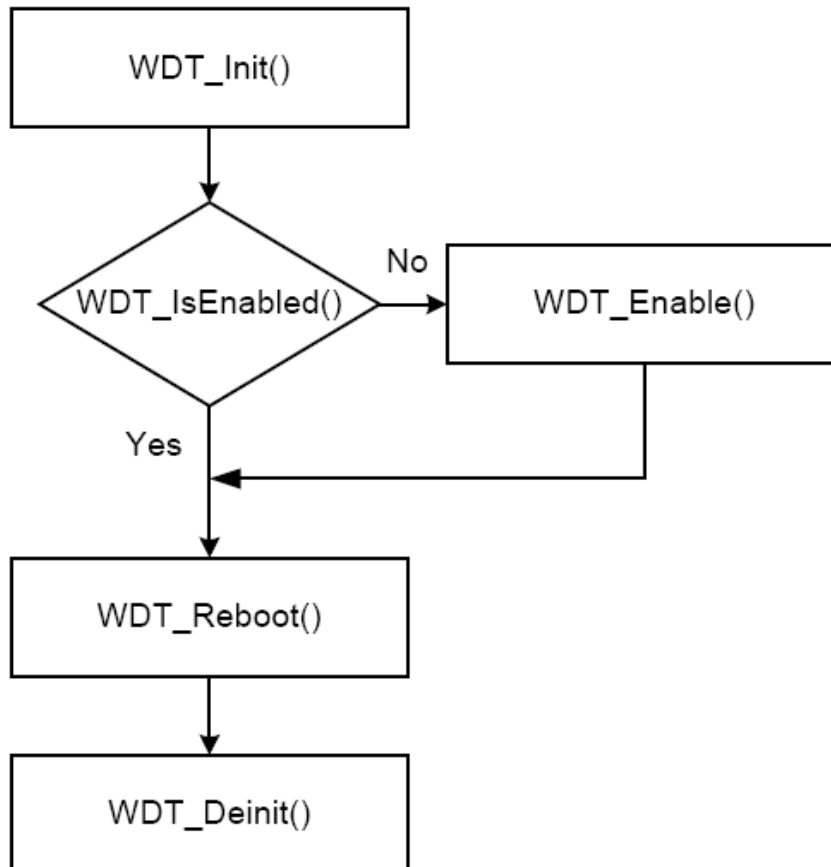 WDT_Init()
WDT_IsEnabled()
No
WDT_Enable()
Yes
WDT_Reboot()
WDT_Deinit()